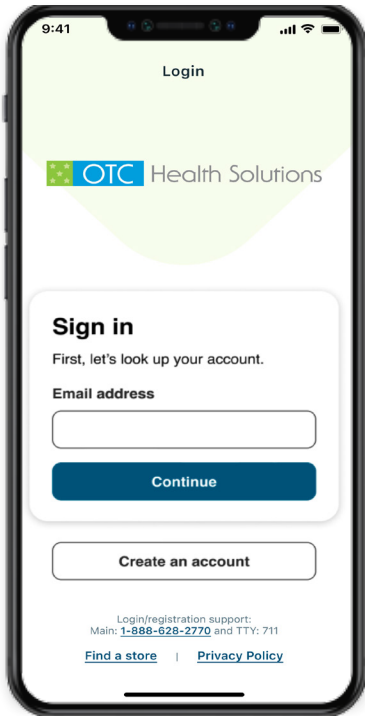 9:41
Login
OTC Health Solutions
Sign in
First, let's look up your account.
Email address
Continue
Create an account
Login/registration support:
Main: 1-888-628-2770 and TTY: 711
Find a store | Privacy Policy